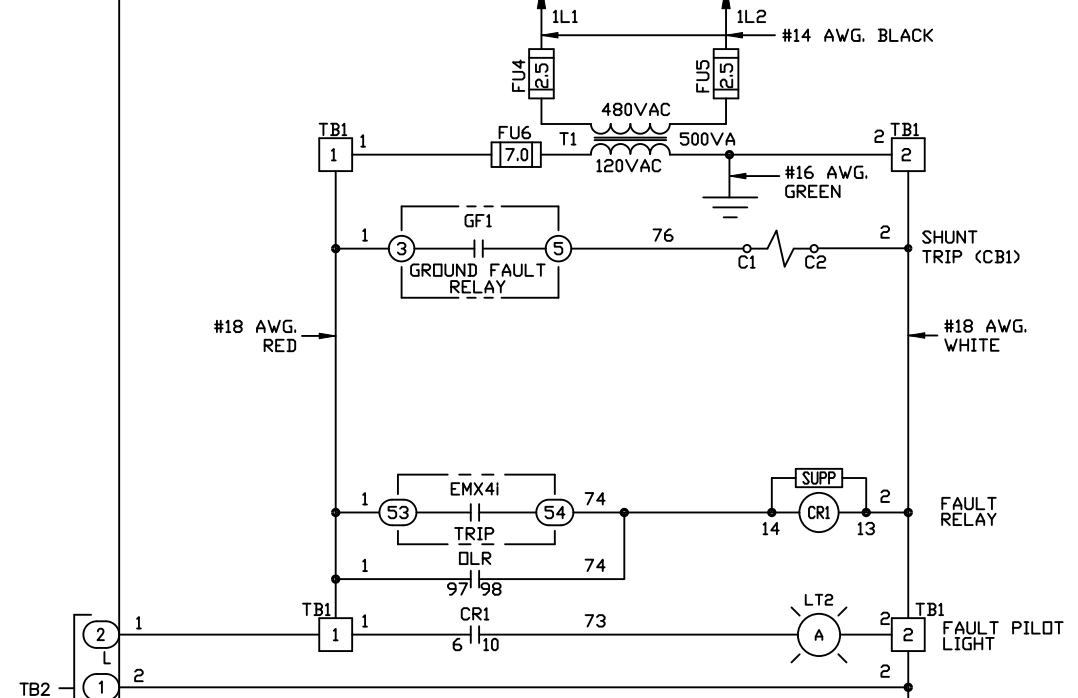 1L1
1L2
#14 AWG. BLACK
FU4
2.5
FU5
2.5
480VAC
TB1
1
FU6
T1
500VA
2
TB1
1
7.0
2
120VAC
#16 AWG.
GREEN
GF1
1
76
2
SHUNT
3
5
C1
C2
TRIP (CB1)
GROUND FAULT
RELAY
#18 AWG.
RED
#18 AWG.
WHITE
SUPP
EMX4i
1
74
2
FAULT
53
54
CR1
RELAY
14
13
TRIP
OLR
1
74
97
98
LT2
TB1
CR1
TB1
1
1
73
2
FAULT PILOT
2
1
A
2
LIGHT
6
10
L
2
2
TB2
1